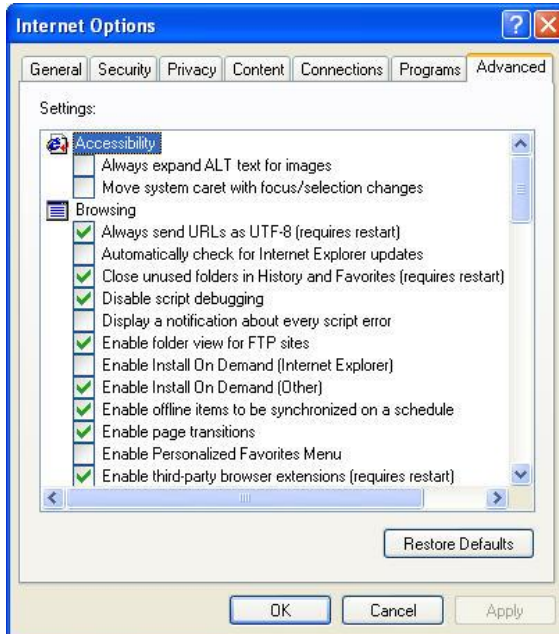 Internet Options
General Security Privacy Content Connections Programs Advanced
Settings:
Accessibility
Always expand ALT text for images
Move system caret with focus/selection changes
Browsing
Always send URLs as UTF-8 (requires restart)
Automatically check for Internet Explorer updates
Close unused folders in History and Favorites (requires restart)
Disable script debugging
Display a notification about every script error
Enable folder view for FTP sites
Enable Install On Demand (Internet Explorer)
Enable Install On Demand (Other)
Enable offline items to be synchronized on a schedule
Enable page transitions
Enable Personalized Favorites Menu
Enable third-party browser extensions (requires restart)
Restore Defaults
OK Cancel Apply